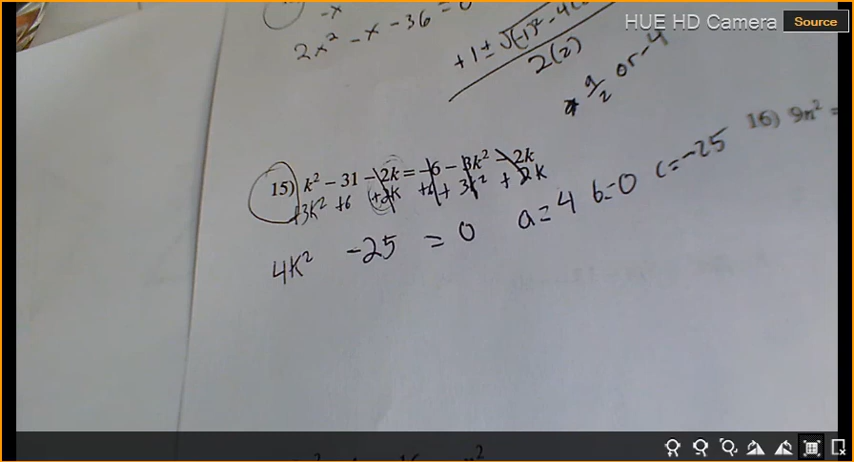 -x
2x² - x - 36 = 0
+1 ± √(-1)² - 4(
2(2)
9/2 or -4
HUE HD Camera
Source
15) k² - 31 - 2k = -6 - 3k² - 2k
+3k² +6 +2k +6 + 3k² + 2k
4k² -25 = 0 a=4 b=0 c=-25
16) 9n² =